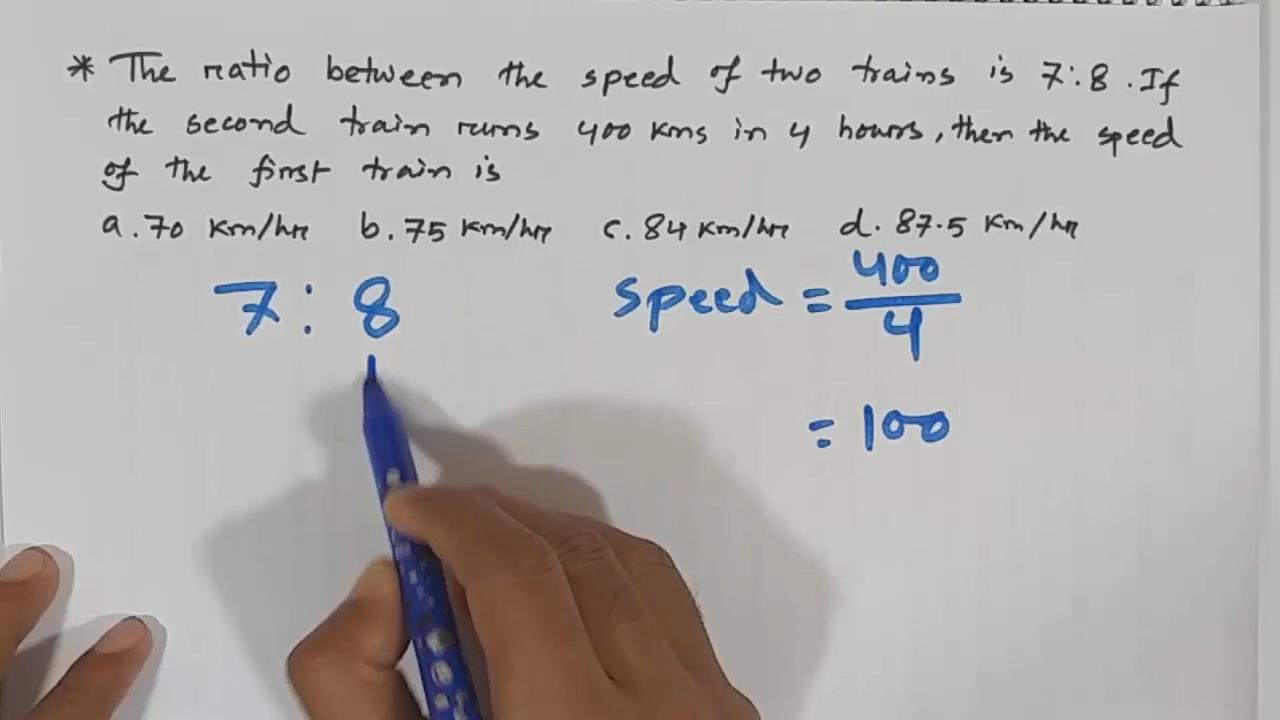 * The ratio between the speed of two trains is 7:8. If
the second train runs 400 kms in 4 hours, then the speed
of the first train is
a. 70 km/hr b. 75 km/hr c. 84 km/hr d. 87.5 km/hr
7 : 8 speed = 400/4
= 100